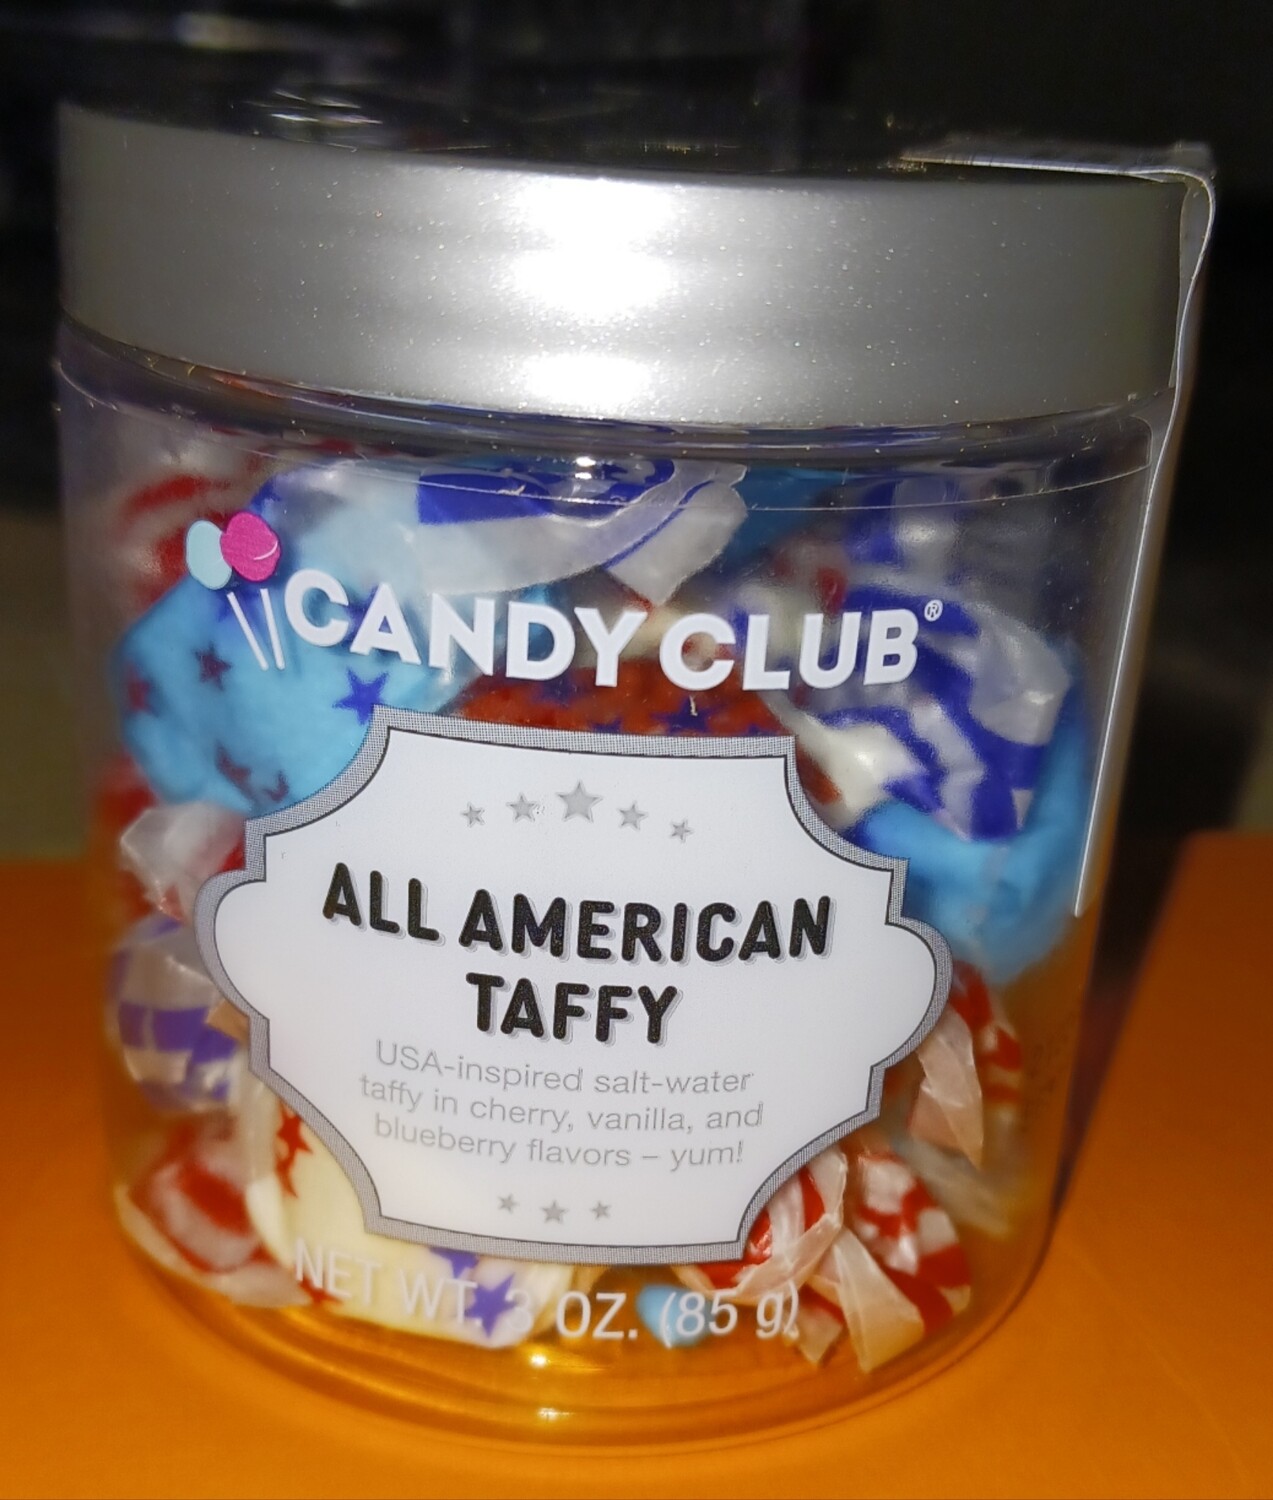 CANDY CLUB®
ALL AMERICAN
TAFFY
USA-inspired salt-water
taffy in cherry, vanilla, and
blueberry flavors – yum!
NET WT. 3 OZ. (85 g)